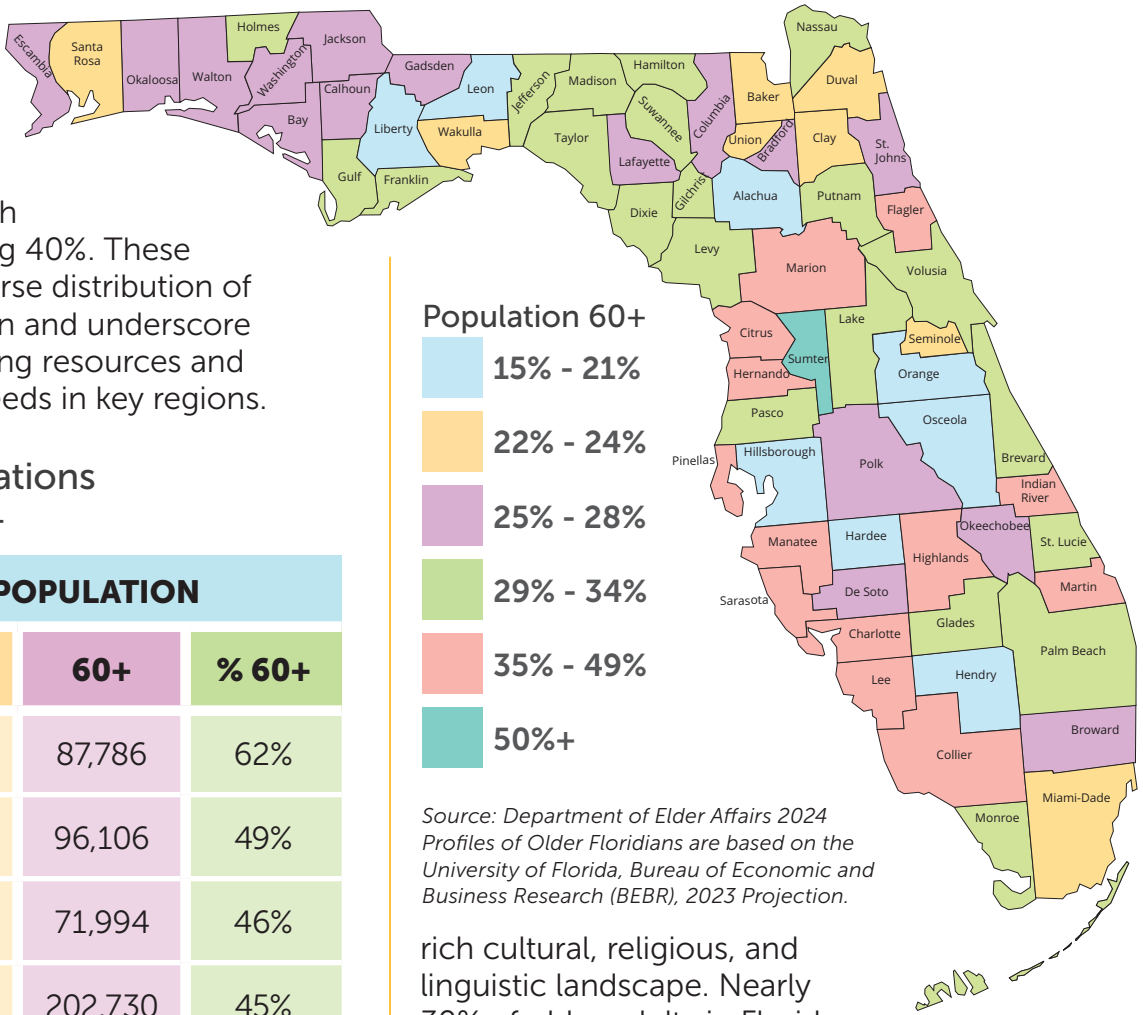 Escambia
Santa
Rosa
Okaloosa
Walton
Holmes
Washington
Jackson
Bay
Calhoun
Gulf
Gadsden
Liberty
Franklin
Leon
Wakulla
Jefferson
Madison
Taylor
Hamilton
Suwannee
Lafayette
Dixie
Columbia
Gilchrist
Levy
Baker
Union
Bradford
Alachua
Nassau
Duval
Clay
St.
Johns
Putnam
Flagler
Marion
Volusia
Citrus
Sumter
Lake
Hernando
Seminole
Orange
Pasco
Osceola
Pinellas
Hillsborough
Polk
Brevard
Indian
River
Manatee
Hardee
Highlands
Okeechobee
St. Lucie
Sarasota
De Soto
Martin
Charlotte
Glades
Lee
Hendry
Palm Beach
Collier
Broward
Monroe
Miami-Dade
h
g 40%. These
rse distribution of
n and underscore
ng resources and
eeds in key regions.
ations
POPULATION
60+
% 60+
87,786
62%
96,106
49%
71,994
46%
202,730
45%
Population 60+
15% - 21%
22% - 24%
25% - 28%
29% - 34%
35% - 49%
50%+
Source: Department of Elder Affairs 2024
Profiles of Older Floridians are based on the
University of Florida, Bureau of Economic and
Business Research (BEBR), 2023 Projection.
rich cultural, religious, and
linguistic landscape. Nearly